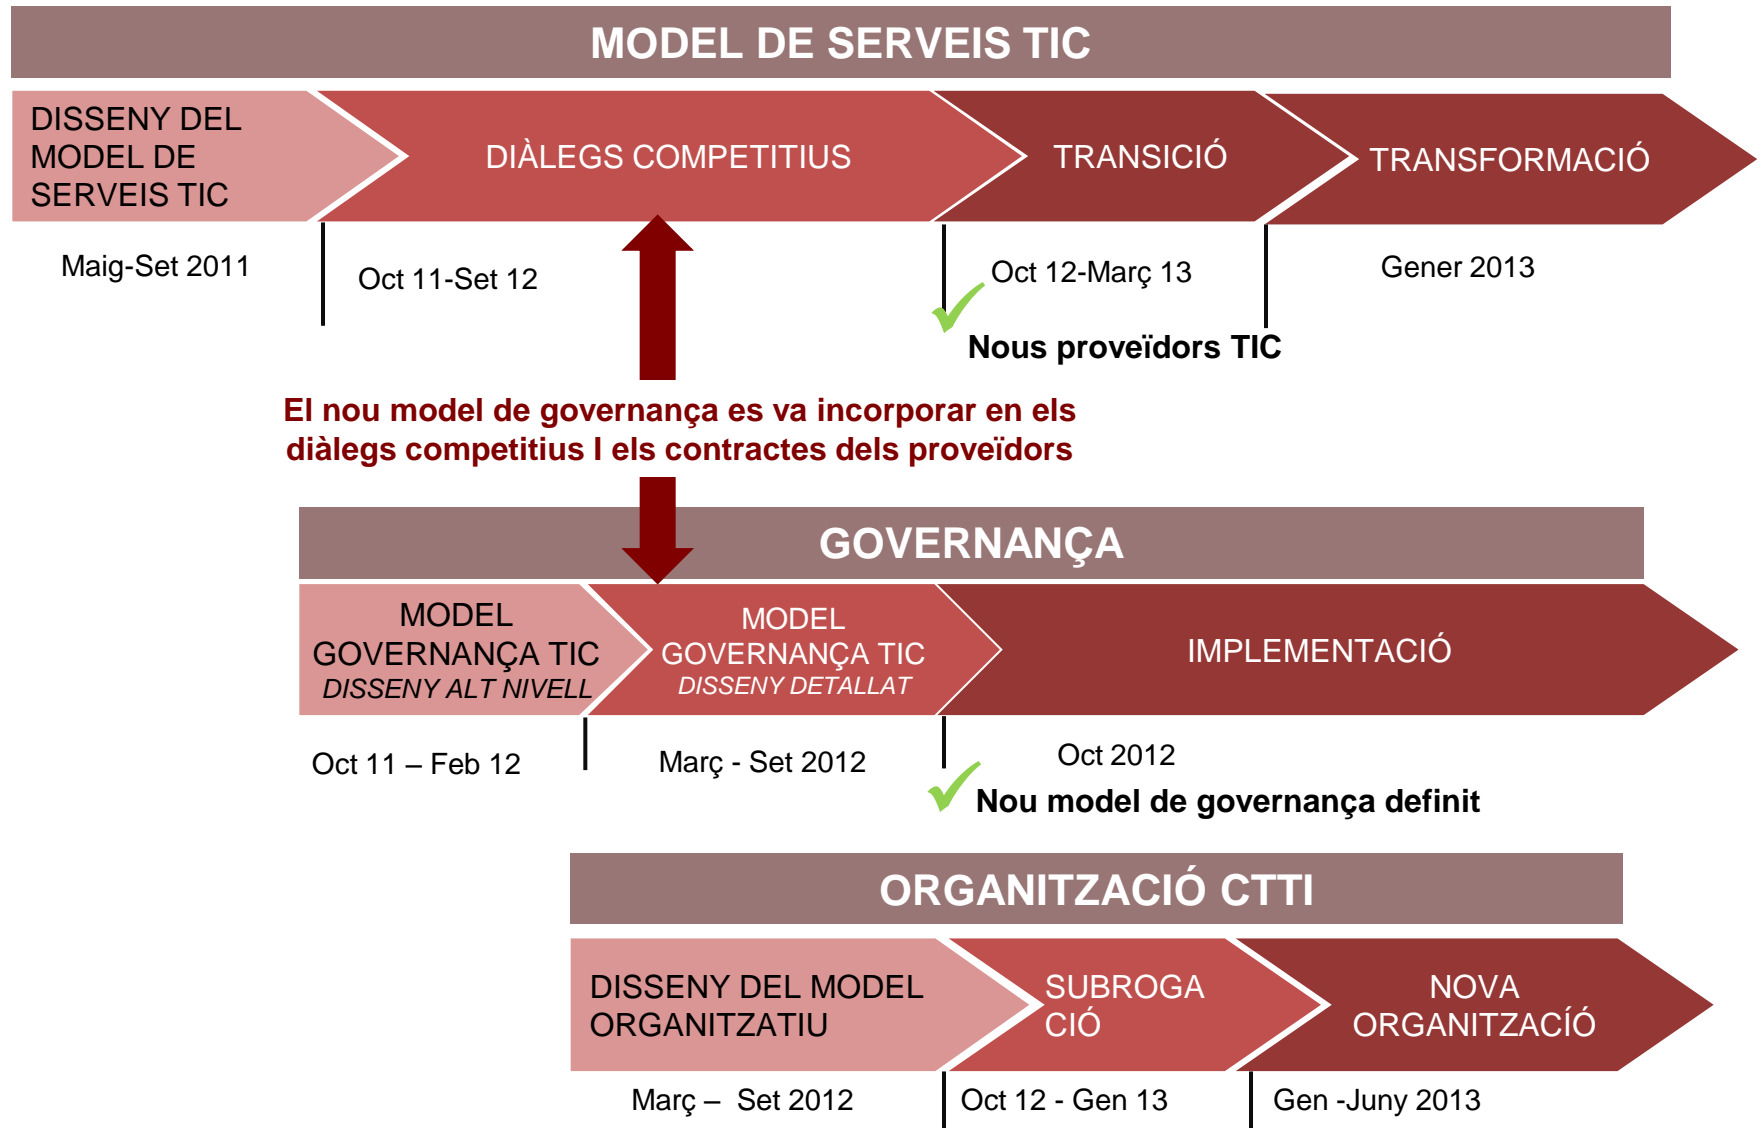 MODEL DE SERVEIS TIC
DISSENY DEL
MODEL DE
SERVEIS TIC
DIÀLEGS COMPETITIUS
TRANSICIÓ
TRANSFORMACIÓ
Maig-Set 2011
Oct 11-Set 12
Oct 12-Març 13
Gener 2013
Nous proveïdors TIC
El nou model de governança es va incorporar en els
diàlegs competitius I els contractes dels proveïdors
GOVERNANÇA
MODEL
GOVERNANÇA TIC
DISSENY ALT NIVELL
MODEL
GOVERNANÇA TIC
DISSENY DETALLAT
IMPLEMENTACIÓ
Oct 11 – Feb 12
Març - Set 2012
Oct 2012
Nou model de governança definit
ORGANITZACIÓ CTTI
DISSENY DEL MODEL
ORGANITZATIU
SUBROGA
CIÓ
NOVA
ORGANITZACÍÓ
Març – Set 2012
Oct 12 - Gen 13
Gen -Juny 2013